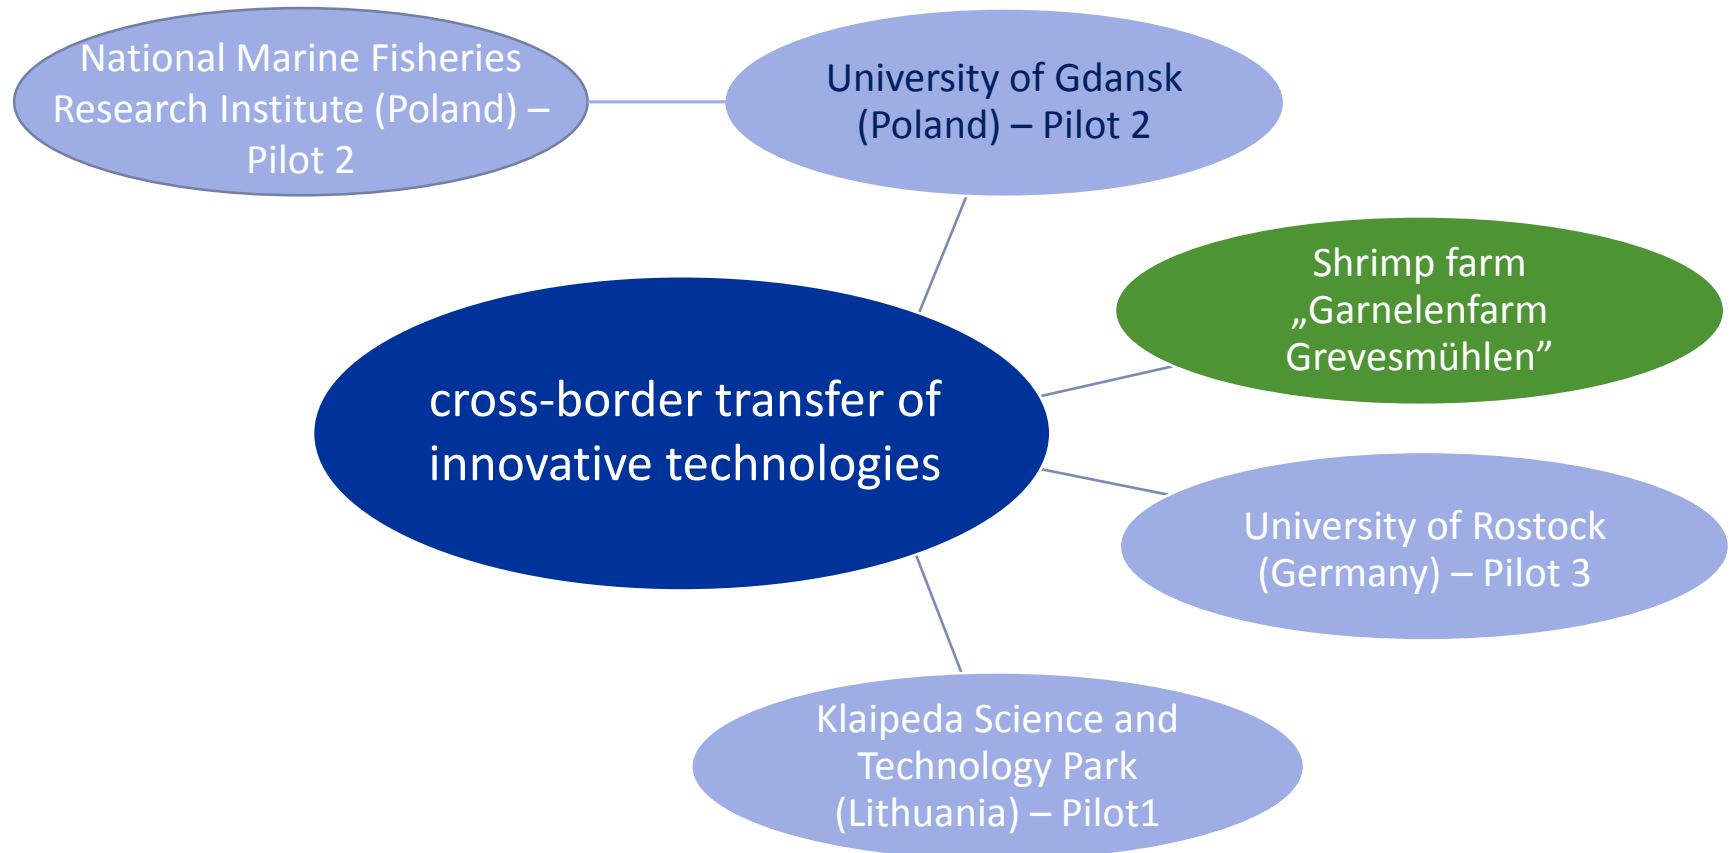 National Marine Fisheries
Research Institute (Poland) –
Pilot 2
University of Gdansk
(Poland) – Pilot 2
Shrimp farm
„Garnelenfarm
Grevesmühlen”
cross-border transfer of
innovative technologies
University of Rostock
(Germany) – Pilot 3
Klaipeda Science and
Technology Park
(Lithuania) – Pilot1